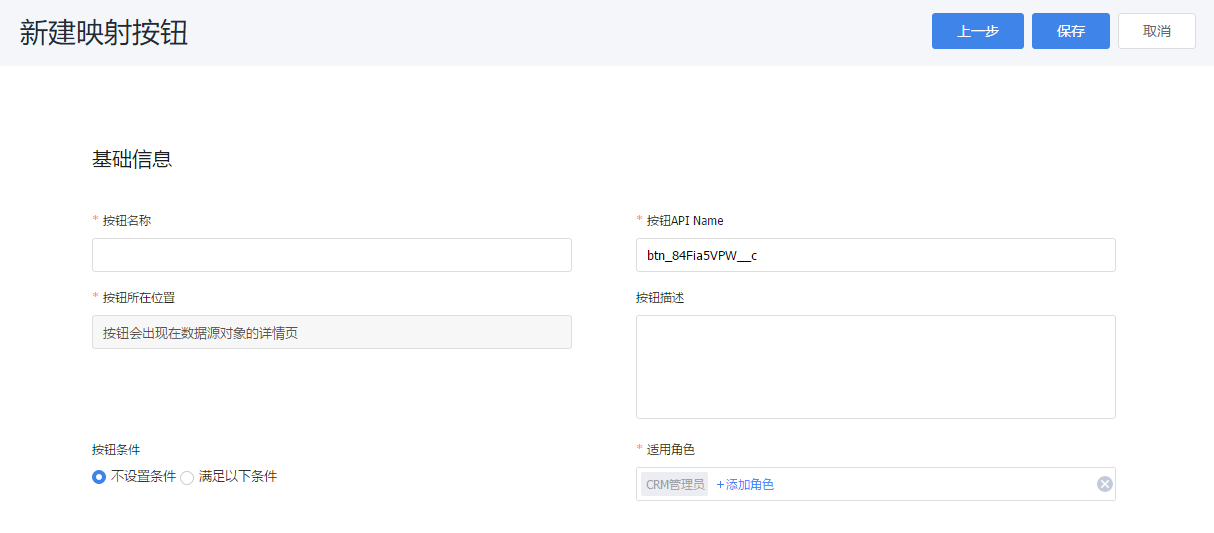 新建映射按钮
上一步 保存 取消
基础信息
* 按钮名称
* 按钮API Name
btn_84Fia5VPW__c
* 按钮所在位置
按钮描述
按钮会出现在数据源对象的详情页
按钮条件
* 适用角色
不设置条件 满足以下条件
CRM管理员 +添加角色